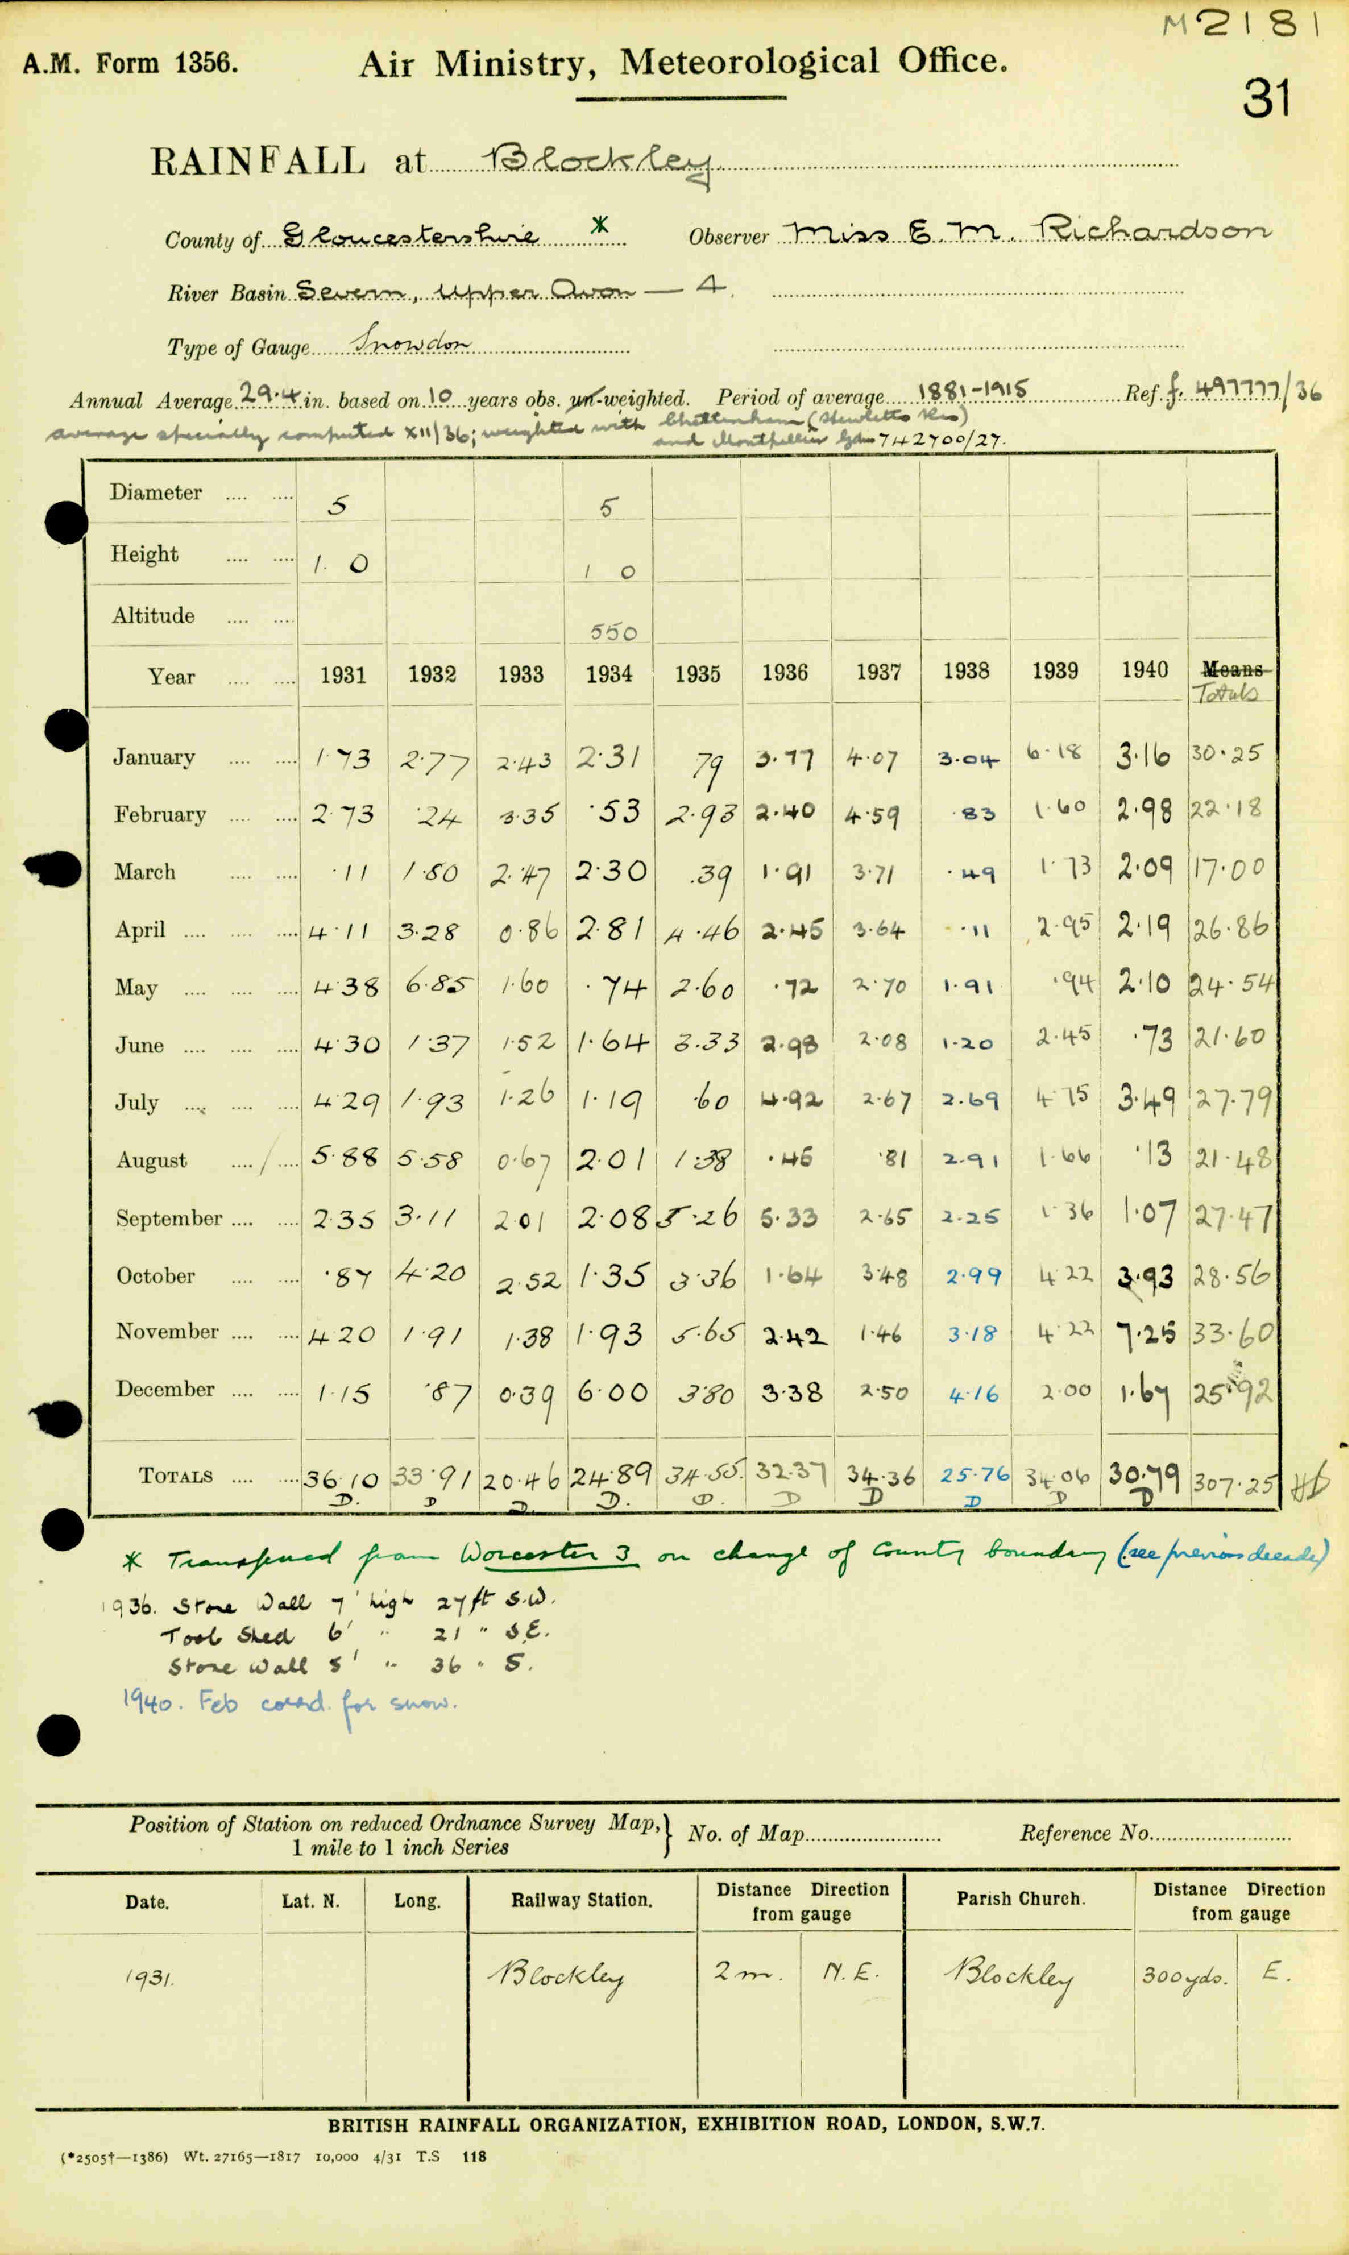 M2181
A.M. Form 1356.
Air Ministry, Meteorological Office.
31
RAINFALL at Blockley
County of Gloucestershire * Observer Miss E. M. Richardson
River Basin Severn, Upper Avon — 4
Type of Gauge Snowdon
Annual Average 29.4 in. based on 10 years obs. un-weighted. Period of average 1881-1915 Ref. f. 497777/36
average specially computed XII/36; weighted with Cheltenham (Hewletts Res)
and Montpellier Gdns 742700/27.
Diameter 5 5
Height 1. 0 1 0
Altitude 550
Year 1931 1932 1933 1934 1935 1936 1937 1938 1939 1940 Means
Totals
January 1·73 2·77 2·43 2·31 79 3·77 4·07 3·04 6·18 3·16 30·25
February 2·73 ·24 3·35 ·53 2·93 2·40 4·59 ·83 1·60 2·98 22·18
March ·11 1·80 2·47 2·30 ·39 1·91 3·71 ·49 1·73 2·09 17·00
April 4·11 3·28 0·86 2·81 4·46 2·45 3·64 ·11 2·95 2·19 26·86
May 4·38 6·85 1·60 ·74 2·60 ·72 2·70 1·91 ·94 2·10 24·54
June 4·30 1·37 1·52 1·64 3·33 2·98 2·08 1·20 2·45 ·73 21·60
July 4·29 1·93 1·26 1·19 ·60 4·92 2·67 2·69 4·75 3·49 27·79
August 5·88 5·58 0·67 2·01 1·38 ·45 ·81 2·91 1·66 ·13 21·48
September 2·35 3·11 2·01 2·08 5·26 5·33 2·65 2·25 1·36 1·07 27·47
October ·87 4·20 2·52 1·35 3·36 1·64 3·48 2·99 4·22 3·93 28·56
November 4·20 1·91 1·38 1·93 5·65 2·42 1·46 3·18 4·22 7·25 33·60
December 1·15 ·87 0·39 6·00 3·80 3·38 2·50 4·16 2·00 1·67 25·92
TOTALS 36·10 33·91 20·46 24·89 34·55 32·37 34·36 25·76 34·06 30·79 307·25
D. D D. D. D. D D D D D
* Transferred from Worcester 3 on change of County boundary (see previous decade)
1936. Stone Wall 7' high 27 ft S.W.
Tool Shed 6' " 21 " S.E.
Stone Wall 5' " 36 " S.
1940. Feb corrd. for snow.
Position of Station on reduced Ordnance Survey Map,
1 mile to 1 inch Series
No. of Map Reference No.
Date. Lat. N. Long. Railway Station. Distance Direction from gauge Parish Church. Distance Direction from gauge
1931. Blockley 2 m. N.E. Blockley 300 yds. E.
BRITISH RAINFALL ORGANIZATION, EXHIBITION ROAD, LONDON, S.W.7.
(*2505†—1386) Wt. 27165—1817 10,000 4/31 T.S 118